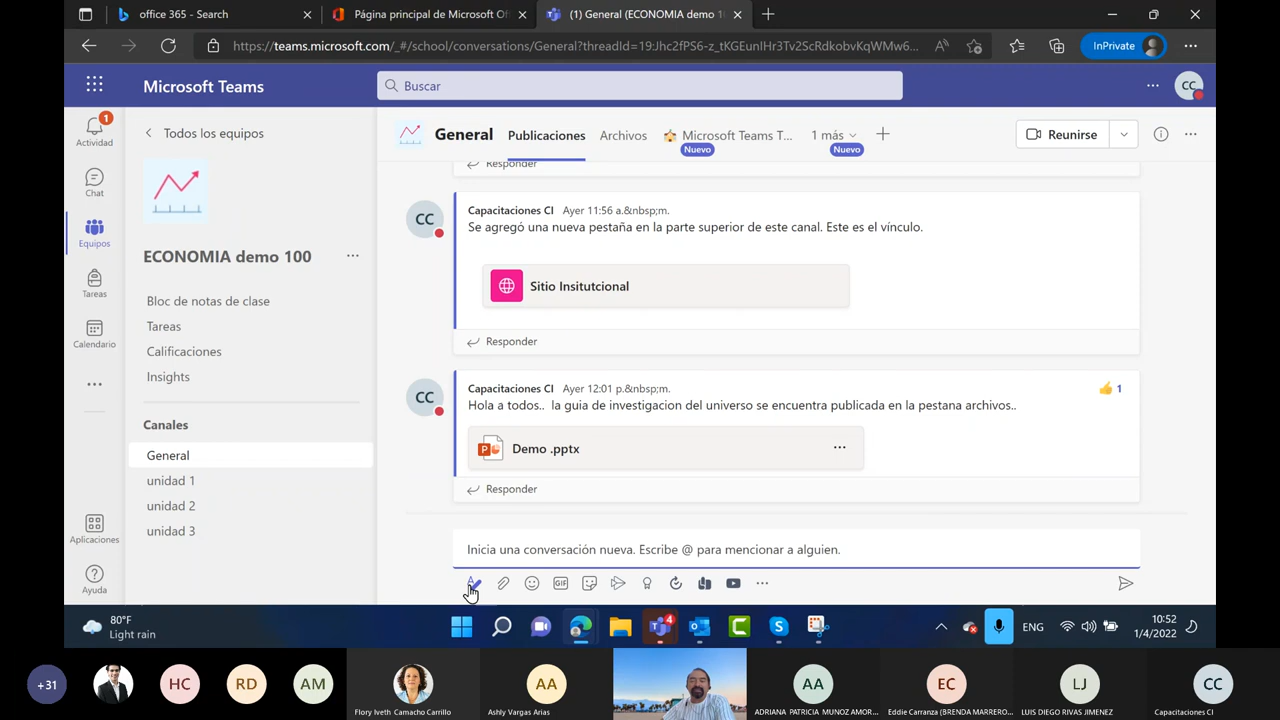 office 365 - Search
Página principal de Microsoft Of
(1) General (ECONOMIA demo 1
https://teams.microsoft.com/_#/school/conversations/General?threadId=19:Jhc2fPS6-z_tKGEunIHr3Tv2ScRdkobvKqWMw6...
InPrivate
Microsoft Teams
Buscar
CC
Actividad
1
Chat
Equipos
Tareas
Calendario
Aplicaciones
Ayuda
Todos los equipos
ECONOMIA demo 100
Bloc de notas de clase
Tareas
Calificaciones
Insights
Canales
General
unidad 1
unidad 2
unidad 3
General
Publicaciones
Archivos
Microsoft Teams T...
Nuevo
1 más
Nuevo
Reunirse
Responder
CC
Capacitaciones CI Ayer 11:56 a.&nbsp;m.
Se agregó una nueva pestaña en la parte superior de este canal. Este es el vínculo.
Sitio Insitutcional
Responder
CC
Capacitaciones CI Ayer 12:01 p.&nbsp;m.
1
Hola a todos.. la guia de investigacion del universo se encuentra publicada en la pestana archivos..
Demo .pptx
Responder
Inicia una conversación nueva. Escribe @ para mencionar a alguien.
GIF
80°F
Light rain
4
ENG
10:52
1/4/2022
+31
HC
RD
AM
Flory Iveth Camacho Carrillo
AA
Ashly Vargas Arias
AA
ADRIANA PATRICIA MUNOZ AMOR...
EC
Eddie Carranza (BRENDA MARRERO...
LJ
LUIS DIEGO RIVAS JIMENEZ
CC
Capacitaciones CI